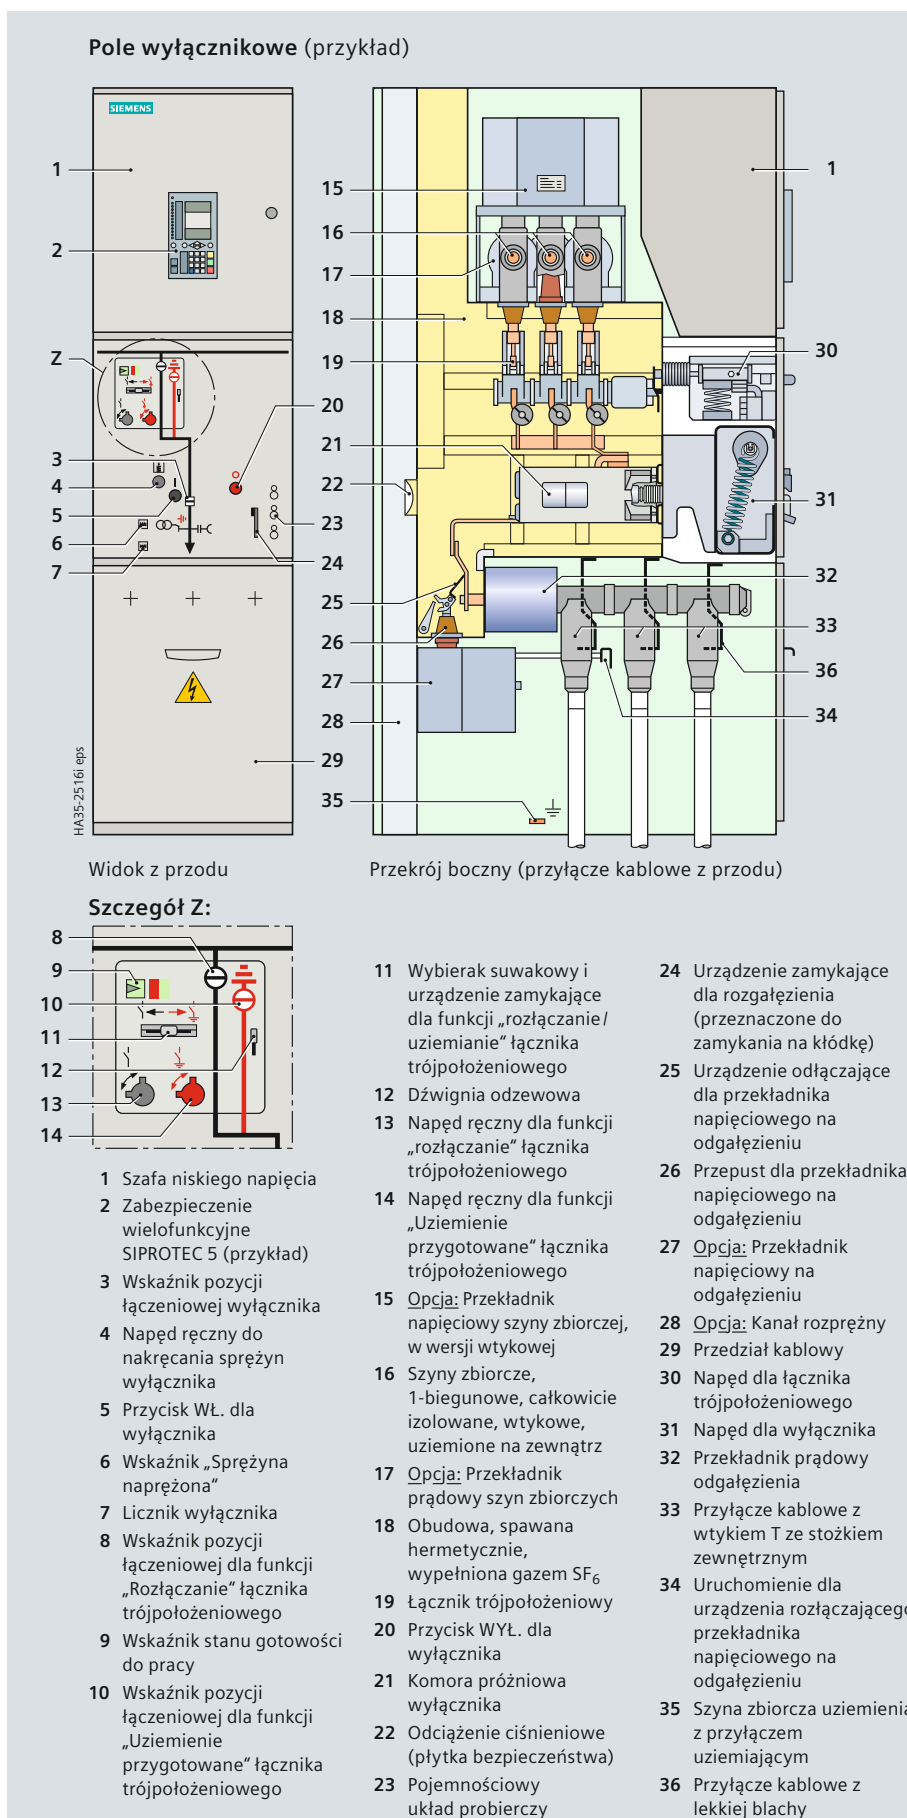 Pole wyłącznikowe (przykład)
SIEMENS
1
2
Z
3
4
5
6
7
15
16
17
18
19
20
21
22
23
24
25
26
27
28
29
35
1
30
31
32
33
36
34
HA35-2516i eps
Widok z przodu
Przekrój boczny (przyłącze kablowe z przodu)
Szczegół Z:
8
9
10
11
12
13
14
1 Szafa niskiego napięcia
2 Zabezpieczenie
wielofunkcyjne
SIPROTEC 5 (przykład)
3 Wskaźnik pozycji
łączeniowej wyłącznika
4 Napęd ręczny do
nakręcania sprężyn
wyłącznika
5 Przycisk WŁ. dla
wyłącznika
6 Wskaźnik „Sprężyna
naprężona“
7 Licznik wyłącznika
8 Wskaźnik pozycji
łączeniowej dla funkcji
„Rozłączanie“ łącznika
trójpołożeniowego
9 Wskaźnik stanu gotowości
do pracy
10 Wskaźnik pozycji
łączeniowej dla funkcji
„Uziemienie
przygotowane“ łącznika
trójpołożeniowego
11 Wybierak suwakowy i
urządzenie zamykające
dla funkcji „rozłączanie/
uziemianie“ łącznika
trójpołożeniowego
12 Dźwignia odzewowa
13 Napęd ręczny dla funkcji
„rozłączanie“ łącznika
trójpołożeniowego
14 Napęd ręczny dla funkcji
„Uziemienie
przygotowane“ łącznika
trójpołożeniowego
15 Opcja: Przekładnik
napięciowy szyny zbiorczej,
w wersji wtykowej
16 Szyny zbiorcze,
1-biegunowe, całkowicie
izolowane, wtykowe,
uziemione na zewnątrz
17 Opcja: Przekładnik
prądowy szyn zbiorczych
18 Obudowa, spawana
hermetycznie,
wypełniona gazem SF6
19 Łącznik trójpołożeniowy
20 Przycisk WYŁ. dla
wyłącznika
21 Komora próżniowa
wyłącznika
22 Odciążenie ciśnieniowe
(płytka bezpieczeństwa)
23 Pojemnościowy
układ probierczy
24 Urządzenie zamykające
dla rozgałęzienia
(przeznaczone do
zamykania na kłódkę)
25 Urządzenie odłączające
dla przekładnika
napięciowego na
odgałęzieniu
26 Przepust dla przekładnika
napięciowego na
odgałęzieniu
27 Opcja: Przekładnik
napięciowy na
odgałęzieniu
28 Opcja: Kanał rozprężny
29 Przedział kablowy
30 Napęd dla łącznika
trójpołożeniowego
31 Napęd dla wyłącznika
32 Przekładnik prądowy
odgałęzienia
33 Przyłącze kablowe z
wtykiem T ze stożkiem
zewnętrznym
34 Uruchomienie dla
urządzenia rozłączającego
przekładnika
napięciowego na
odgałęzieniu
35 Szyna zbiorcza uziemienia
z przyłączem
uziemiającym
36 Przyłącze kablowe z
lekkiej blachy